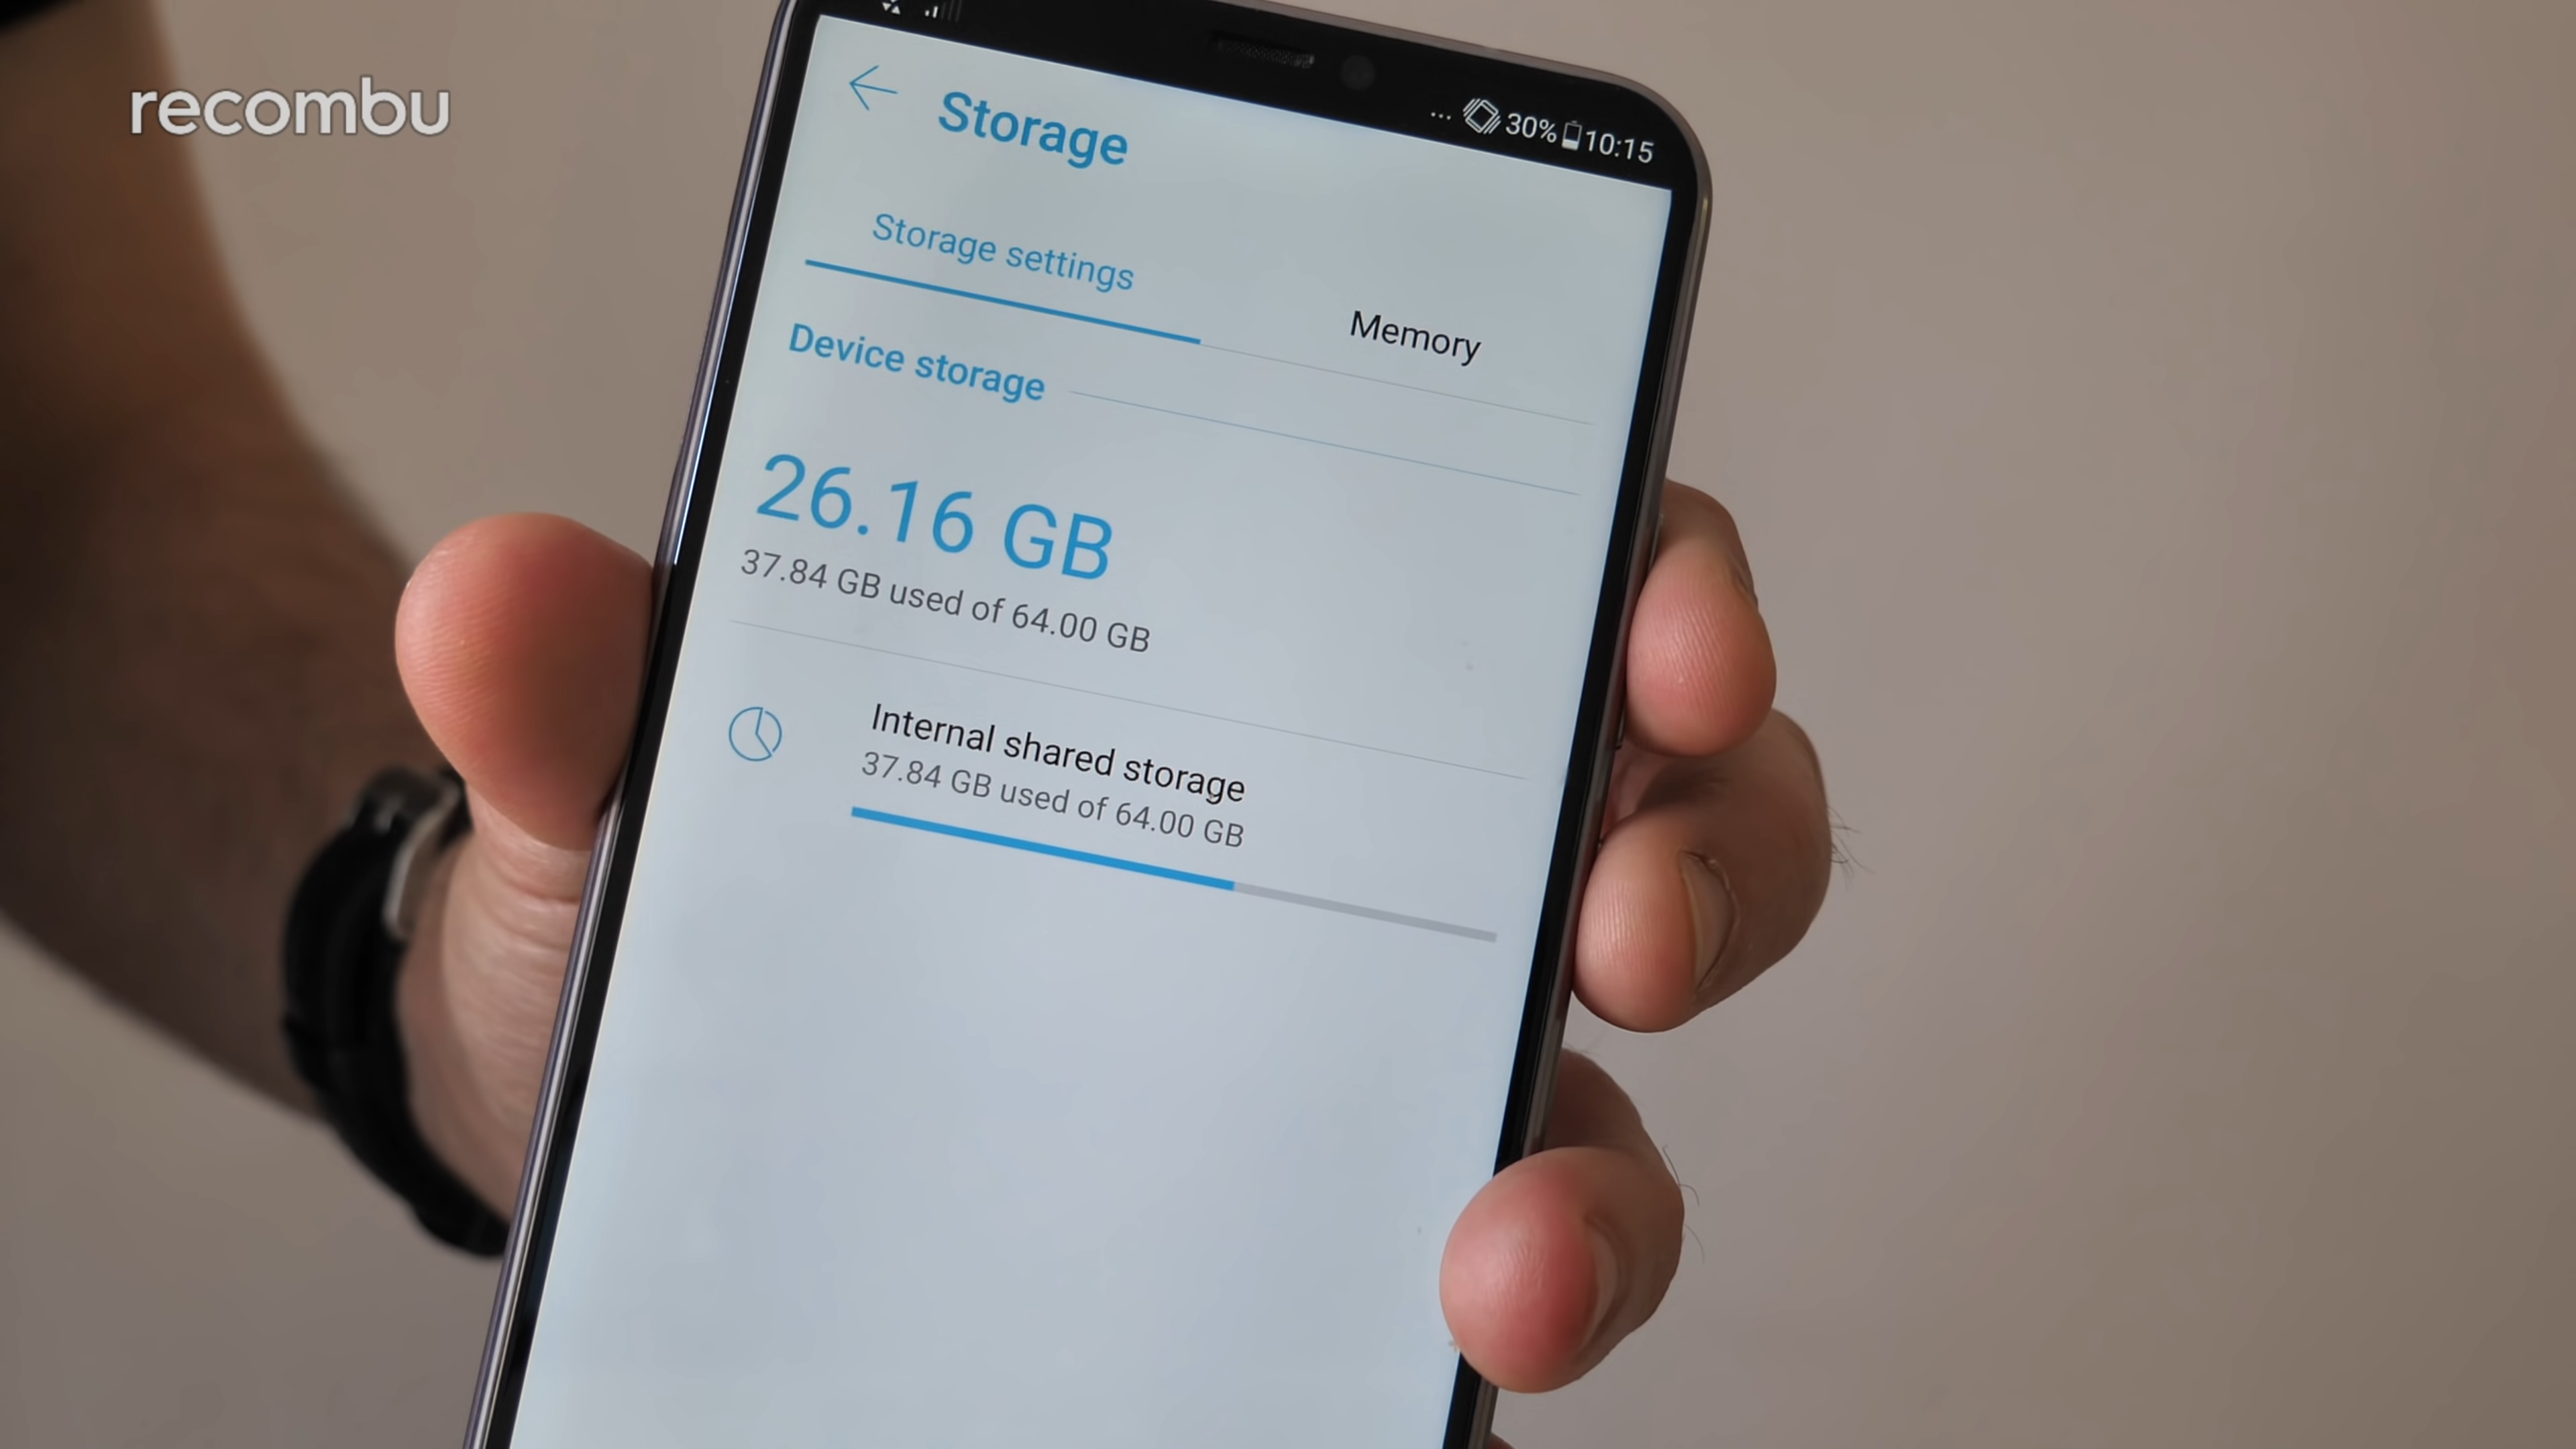 recombu
... 30% 10:15
Storage
Storage settings
Memory
Device storage
26.16 GB
37.84 GB used of 64.00 GB
Internal shared storage
37.84 GB used of 64.00 GB